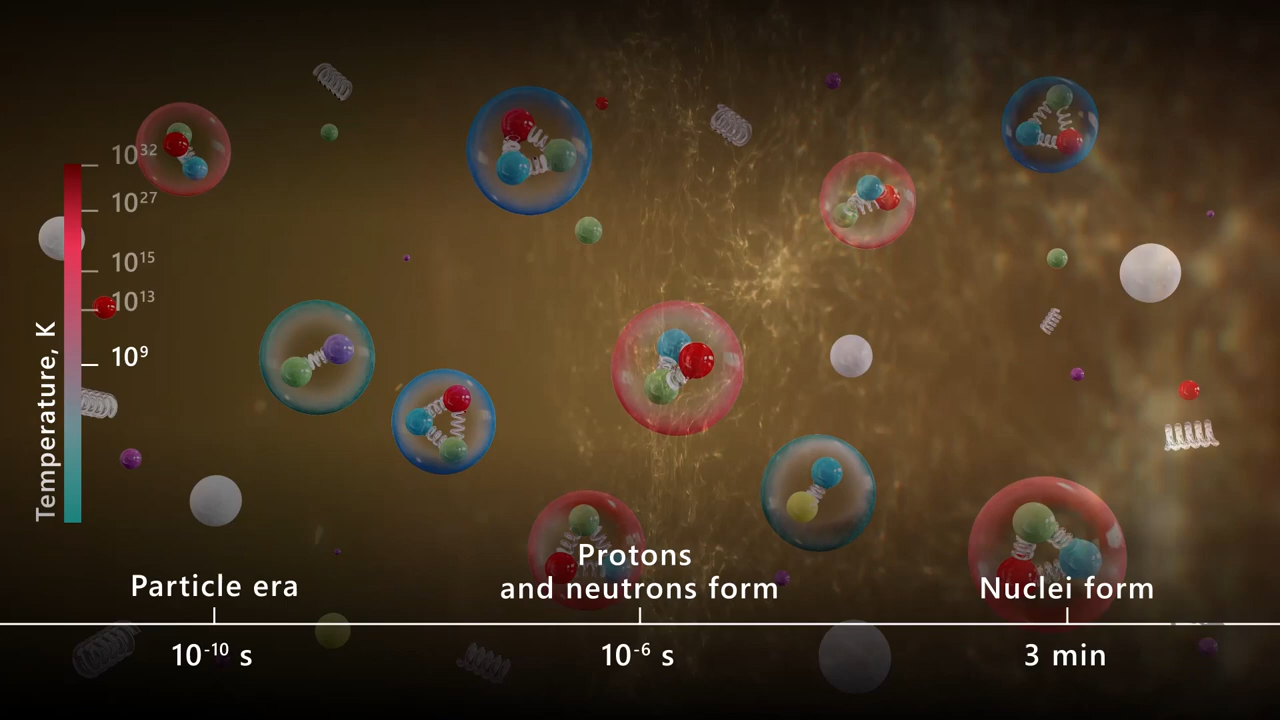 10³²
10²⁷
10¹⁵
10¹³
10⁹
Temperature, K
Particle era
Protons
and neutrons form
Nuclei form
10⁻¹⁰ s
10⁻⁶ s
3 min